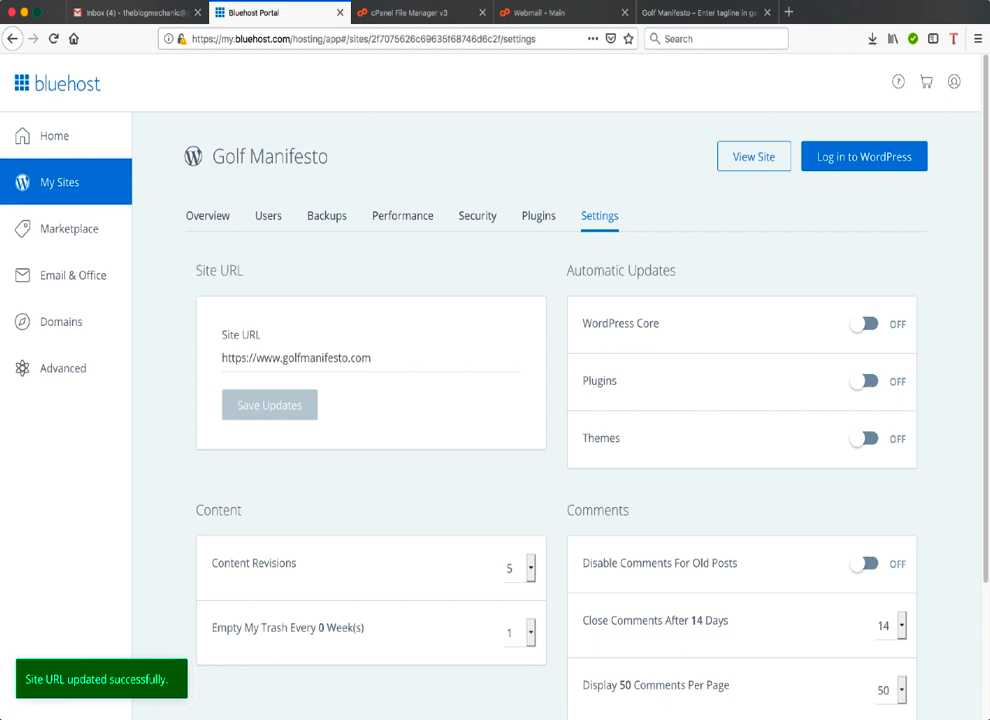 Inbox (4) - theblogmechanic@g
Bluehost Portal
cPanel File Manager v3
Webmail - Main
Golf Manifesto – Enter tagline in ge
https://my.bluehost.com/hosting/app#/sites/2f7075626c69635f68746d6c2f/settings
Search
bluehost
Home
My Sites
Marketplace
Email & Office
Domains
Advanced
Golf Manifesto
View Site
Log in to WordPress
Overview
Users
Backups
Performance
Security
Plugins
Settings
Site URL
Site URL
https://www.golfmanifesto.com
Save Updates
Automatic Updates
WordPress Core
OFF
Plugins
OFF
Themes
OFF
Content
Content Revisions
5
Empty My Trash Every 0 Week(s)
1
Comments
Disable Comments For Old Posts
OFF
Close Comments After 14 Days
14
Display 50 Comments Per Page
50
Site URL updated successfully.